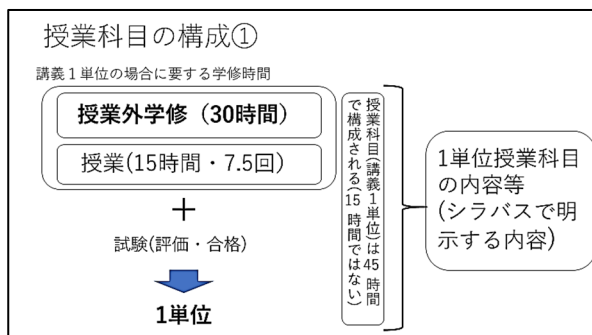 授業科目の構成①
講義１単位の場合に要する学修時間
授業外学修（30時間）
授業(15時間・7.5回)
＋
試験(評価・合格)
1単位
授業科目(講義１単位)は45時間
で構成される(15時間ではない)
1単位授業科目
の内容等
(シラバスで明
示する内容)